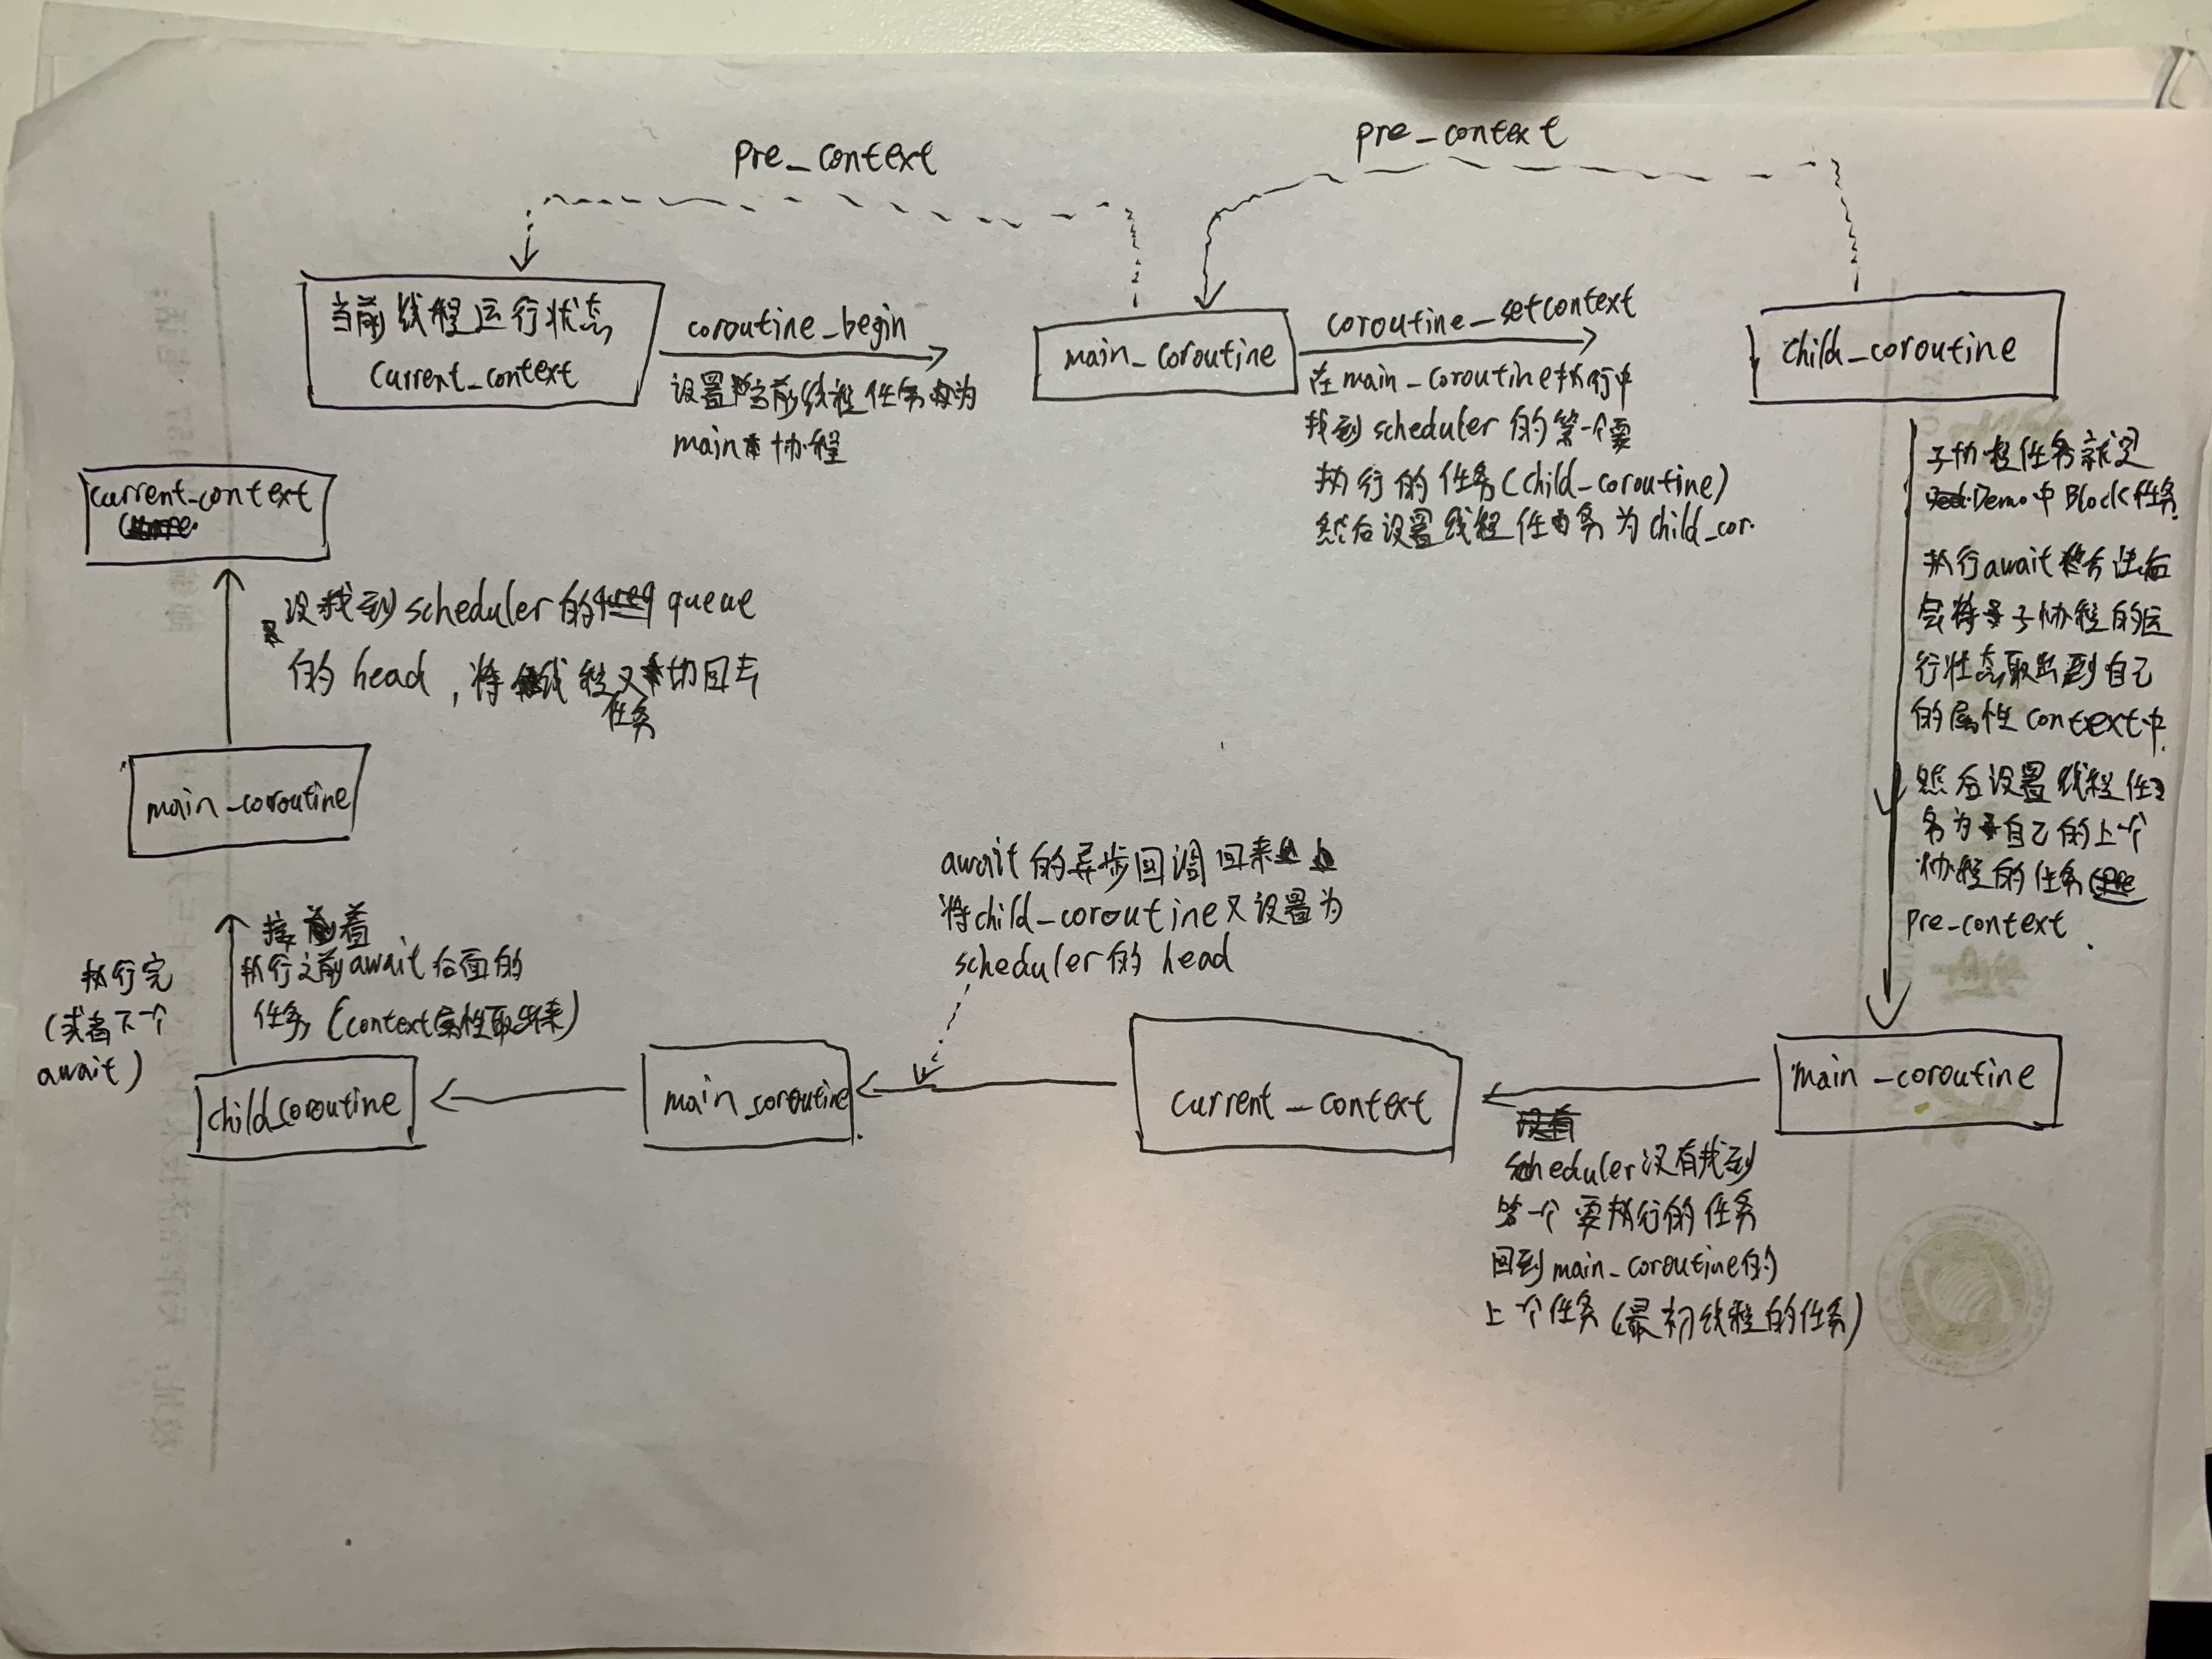 pre_context
pre_context
当前线程运行状态
current_context
coroutine_begin
设置当前线程任务为
main协程
main_coroutine
coroutine_setcontext
在main_coroutine执行中
找到scheduler的第一个要
执行的任务(child_coroutine)
然后设置线程任务为child_cor.
child_coroutine
子协程任务就是
Demo中Block任务.
执行await方法后
会将子协程的运
行状态取出到自己
的属性context中.
然后设置线程任
务为自己的上个
协程的任务
pre_context.
current_context
没找到scheduler的queue
的head,将线程又切回去
任务
main_coroutine
await的异步回调回来
将child_coroutine又设置为
scheduler的head
接着
执行之前await后面的
任务(context属性取出来)
执行完
(或者下个
await)
child_coroutine
main_coroutine
current_context
main_coroutine
scheduler没有找到
第一个要执行的任务
回到main_coroutine的
上个任务(最初线程的任务)